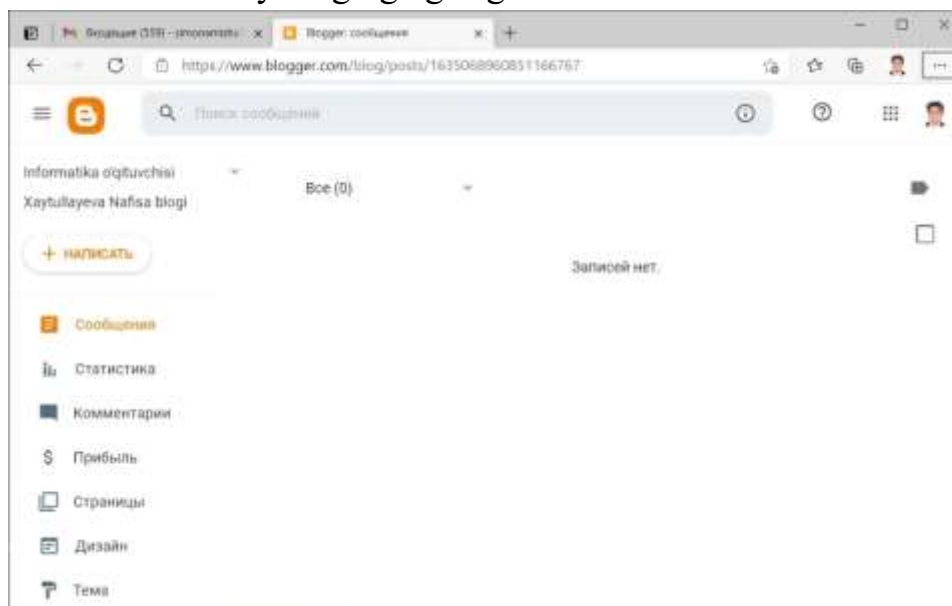 Blogger: сообщения
https://www.blogger.com/blog/posts/1635068960851166767
Поиск сообщений
Informatika o'qituvchisi
Xaytullayeva Nafisa blogi
Все (0)
+ НАПИСАТЬ
Записей нет.
Сообщения
Статистика
Комментарии
$ Прибыль
Страницы
Дизайн
Тема